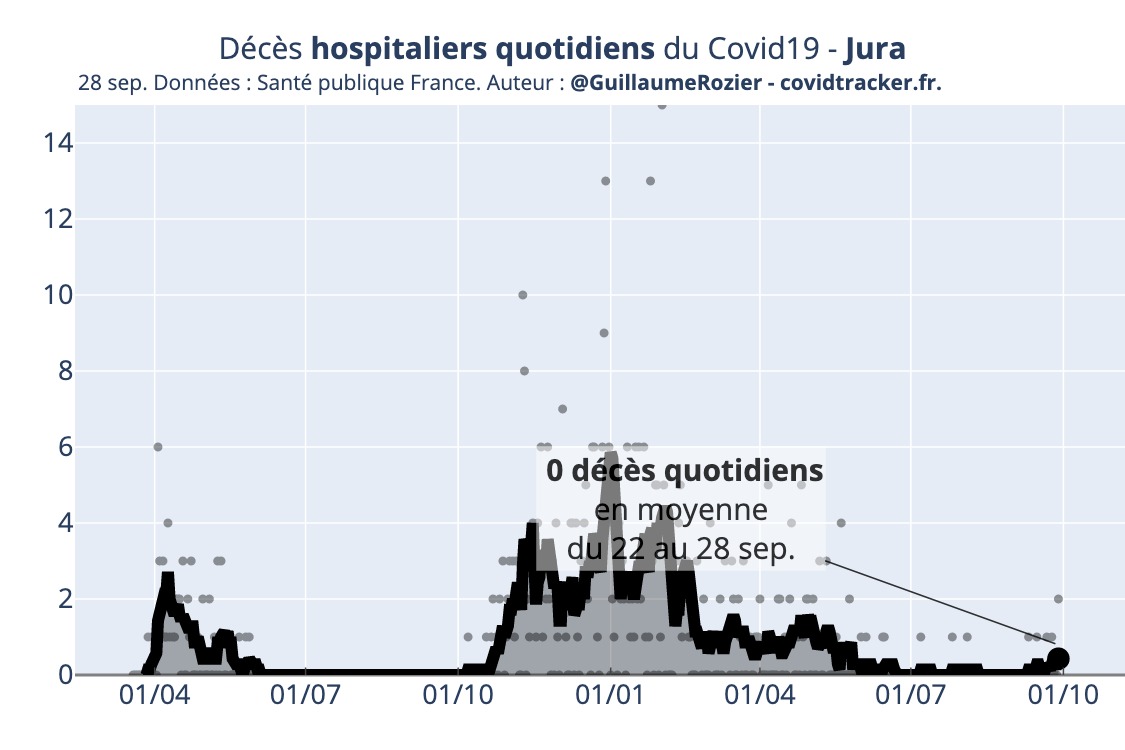 Décès hospitaliers quotidiens du Covid19 - Jura
28 sep. Données : Santé publique France. Auteur : @GuillaumeRozier - covidtracker.fr.
14
12
10
8
6
0 décès quotidiens
en moyenne
4
du 22 au 28 sep.
2
0
01/04 01/07 01/10 01/01 01/04 01/07 01/10